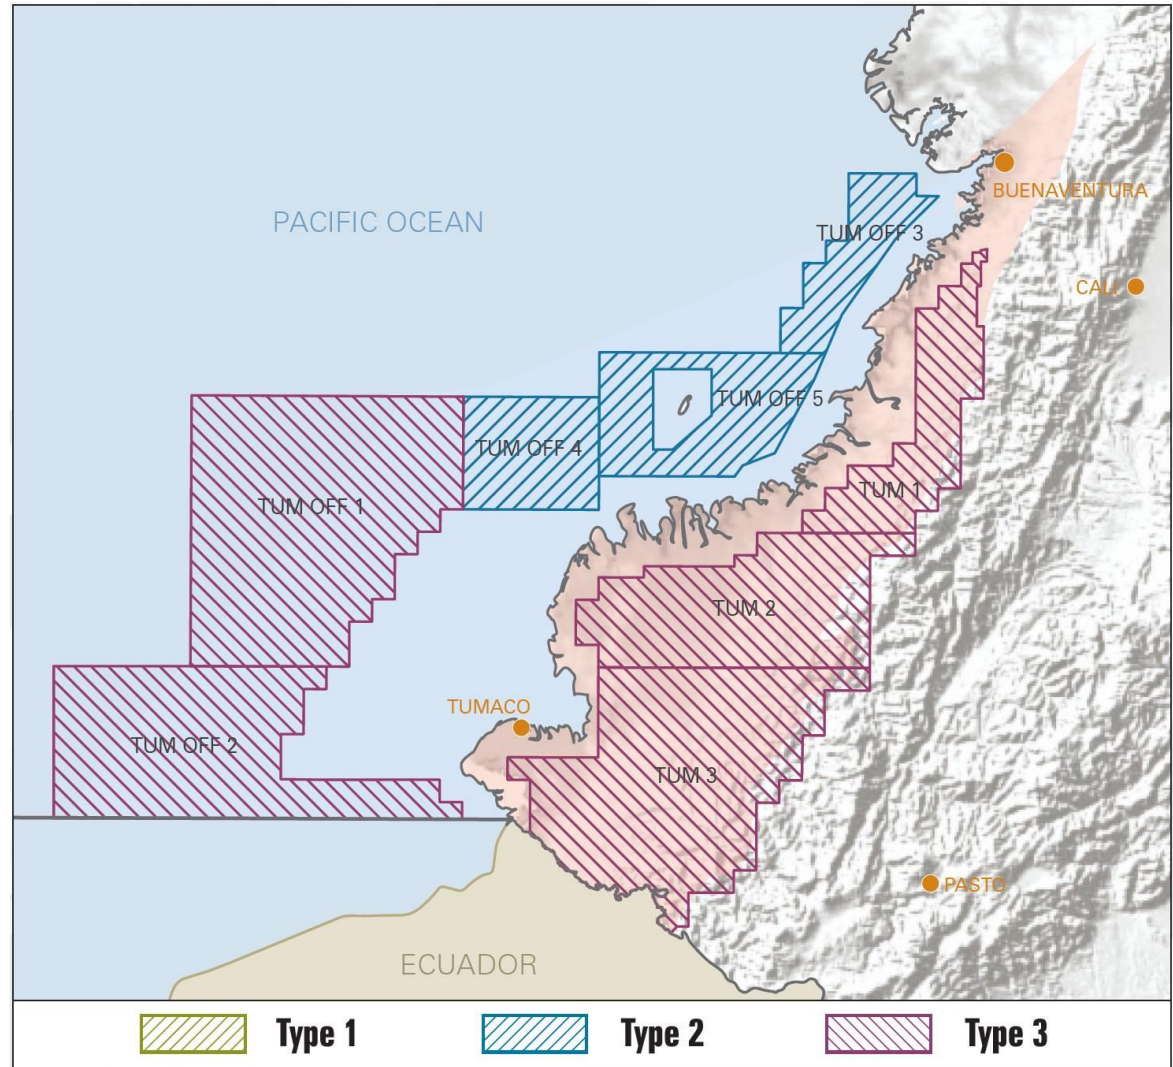 BUENAVENTURA
PACIFIC OCEAN
TUM OFF 3
CALI
TUM OFF 5
TUM OFF 4
TUM 1
TUM OFF 1
TUM 2
TUMACO
TUM OFF 2
TUM 3
PASTO
ECUADOR
Type 1
Type 2
Type 3